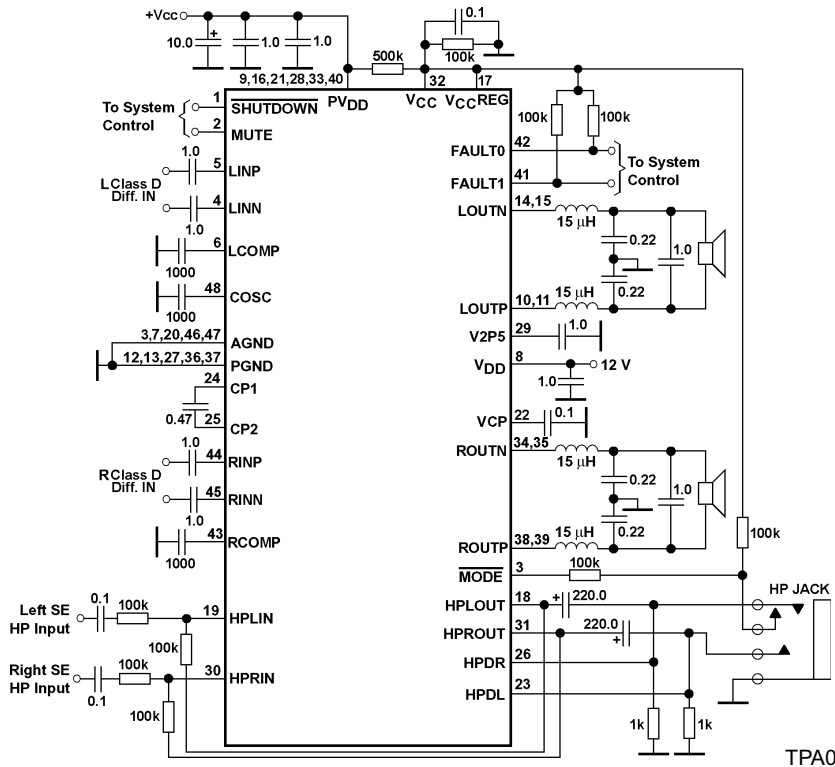 +VCC
10.0
+
1.0
1.0
0.1
500k
100k
9,16,21,28,33,40
32
17
PVDD
VCC
VCCREG
To System
Control
1
SHUTDOWN
2
MUTE
1.0
5
LINP
LClass D
Diff. IN
4
LINN
1.0
6
LCOMP
1000
48
COSC
1000
3,7,20,46,47
AGND
12,13,27,36,37
PGND
24
CP1
0.47
25
CP2
1.0
44
RINP
RClass D
Diff. IN
45
RINN
1.0
43
RCOMP
1000
Left SE
HP Input
0.1
100k
19
HPLIN
100k
Right SE
HP Input
0.1
100k
30
HPRIN
100k
100k
100k
FAULT0
42
To System
Control
FAULT1
41
LOUTN
14,15
15 μH
0.22
1.0
0.22
15 μH
LOUTP
10,11
V2P5
29
1.0
VDD
8
12 V
1.0
VCP
22
0.1
ROUTN
34,35
15 μH
0.22
1.0
0.22
15 μH
ROUTP
38,39
100k
MODE
3
100k
HP JACK
HPLOUT
18
+
220.0
HPROUT
31
220.0
+
HPDR
26
HPDL
23
1k
1k
TPA0